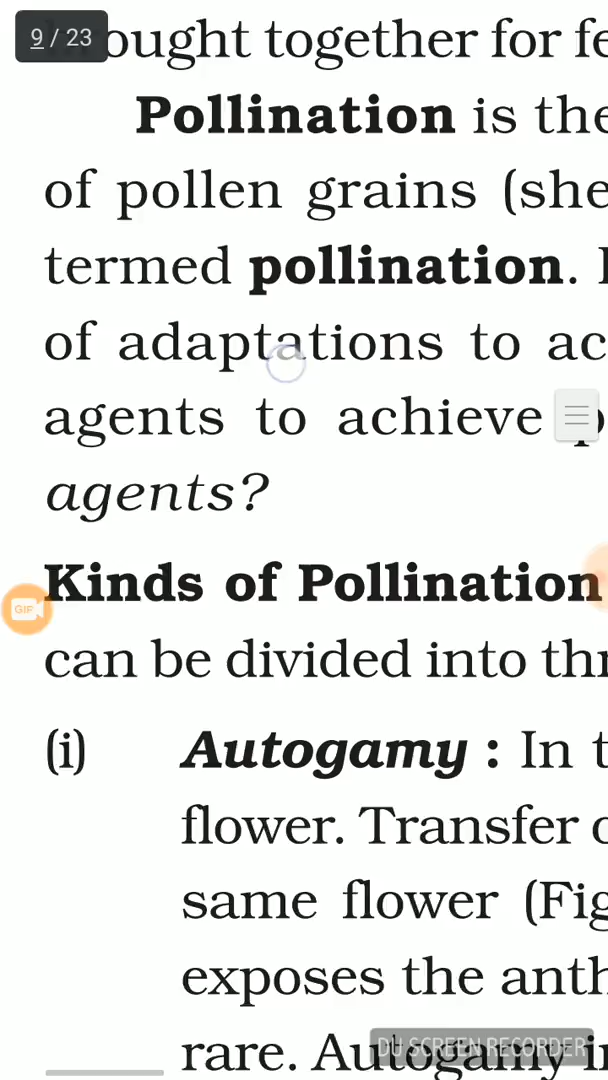 9 / 23
ought together for fe
Pollination is the
of pollen grains (she
termed pollination.
of adaptations to ac
agents to achieve p
agents?
Kinds of Pollination
GIF
can be divided into thr
(i) Autogamy : In t
flower. Transfer o
same flower (Fig
exposes the anth
rare. Autogamy in
DU SCREEN RECORDER